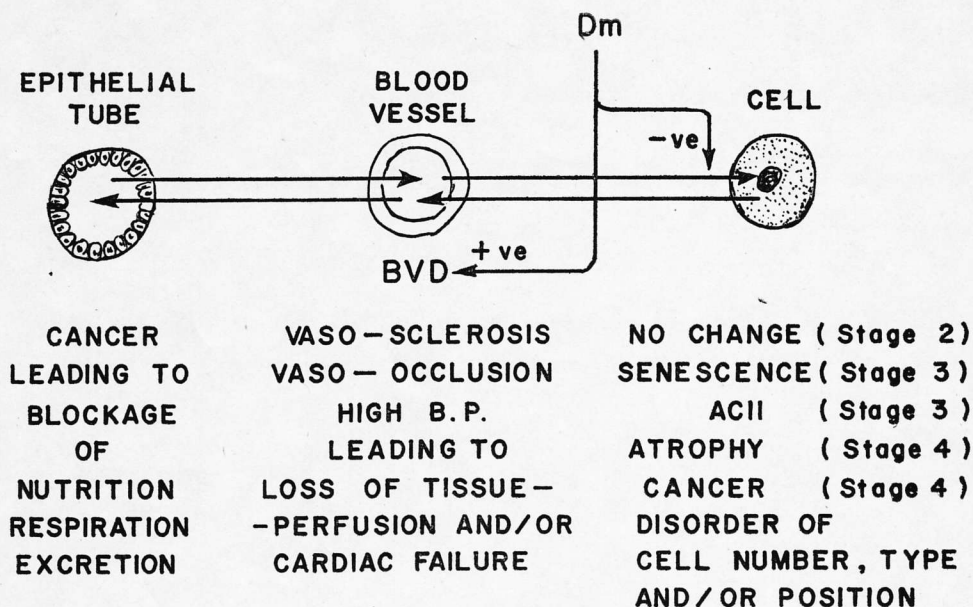 Dm
EPITHELIAL
TUBE
BLOOD
VESSEL
CELL
-ve
+ve
BVD
CANCER
LEADING TO
BLOCKAGE
OF
NUTRITION
RESPIRATION
EXCRETION
VASO-SCLEROSIS
VASO-OCCLUSION
HIGH B.P.
LEADING TO
LOSS OF TISSUE-
-PERFUSION AND/OR
CARDIAC FAILURE
NO CHANGE (Stage 2)
SENESCENCE (Stage 3)
ACII (Stage 3)
ATROPHY (Stage 4)
CANCER (Stage 4)
DISORDER OF
CELL NUMBER, TYPE
AND/OR POSITION